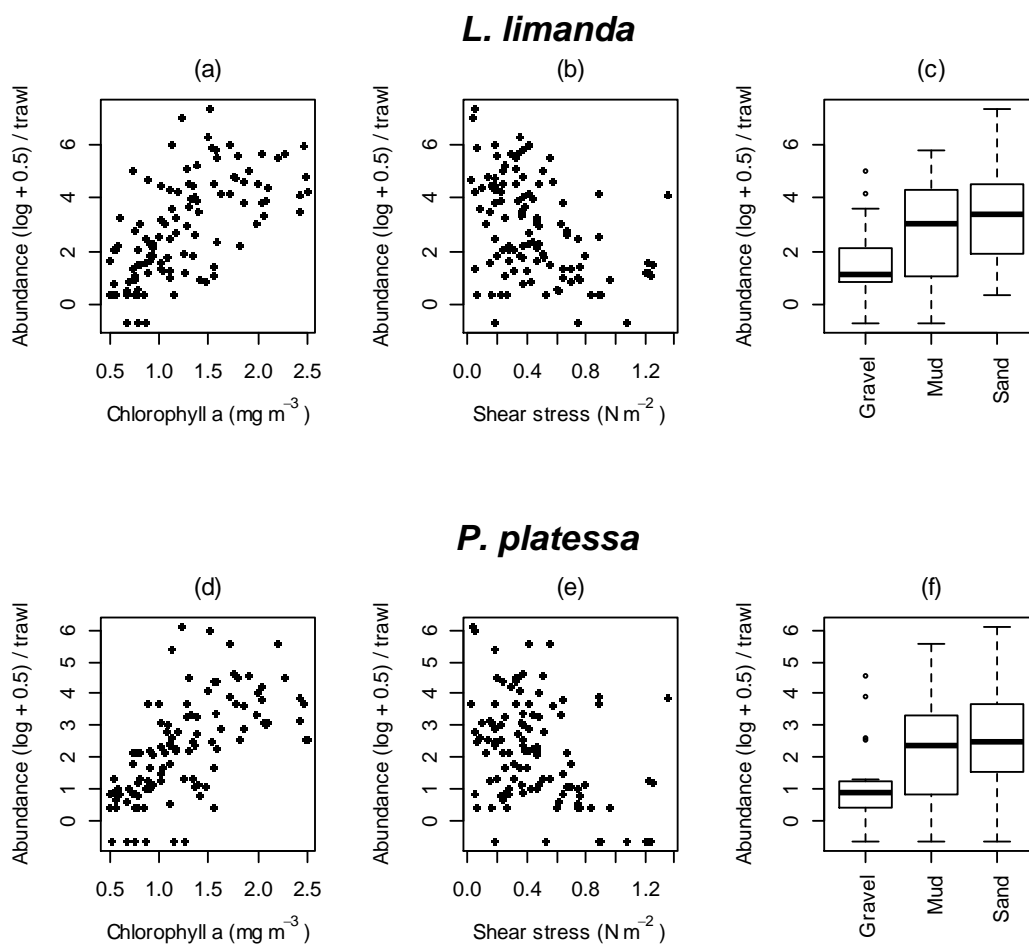 L. limanda
(a)
(b)
(c)
Abundance (log + 0.5) / trawl
0 2 4 6
0.5 1.0 1.5 2.0 2.5
Chlorophyll a (mg m⁻³)
Abundance (log + 0.5) / trawl
0 2 4 6
0.0 0.4 0.8 1.2
Shear stress (N m⁻²)
Abundance (log + 0.5) / trawl
0 2 4 6
Gravel
Mud
Sand
P. platessa
(d)
(e)
(f)
Abundance (log + 0.5) / trawl
0 1 2 3 4 5 6
0.5 1.0 1.5 2.0 2.5
Chlorophyll a (mg m⁻³)
Abundance (log + 0.5) / trawl
0 1 2 3 4 5 6
0.0 0.4 0.8 1.2
Shear stress (N m⁻²)
Abundance (log + 0.5) / trawl
0 1 2 3 4 5 6
Gravel
Mud
Sand